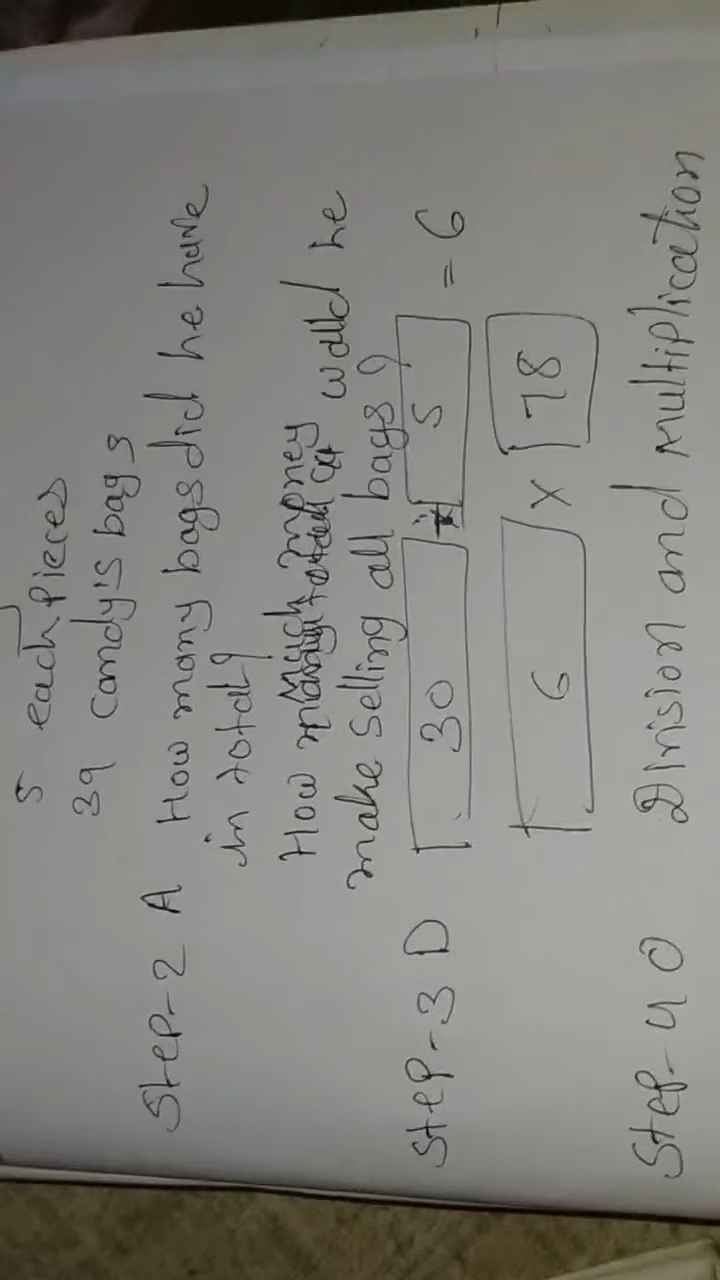 5 each pieces
39 candy's bags
Step-2 A How many bags did he have
in total?
How much money would he
make selling all bags?
Step-3 D 30 ÷ 5 = 6
6 × 78
Step-4 O Division and multiplication